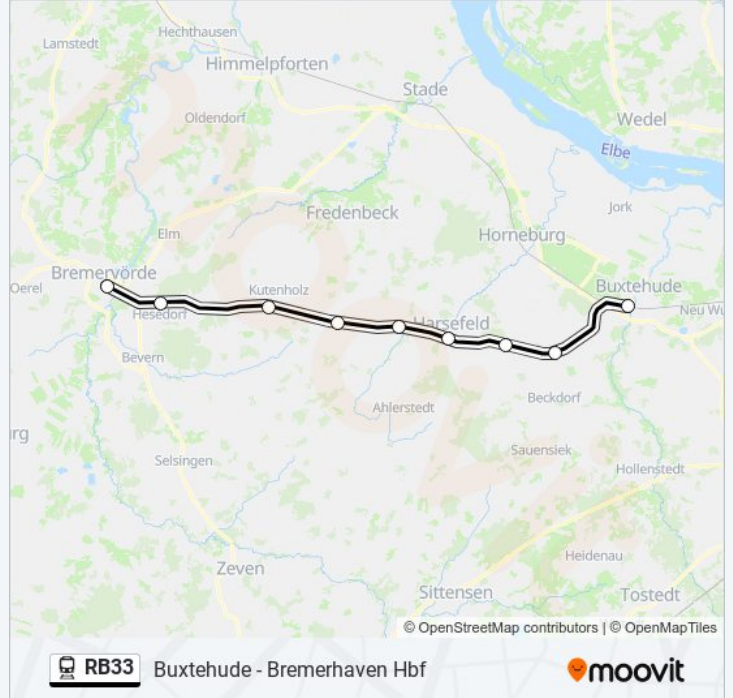 Hechthausen
Lamstedt
Himmelpforten
Stade
Oldendorf
Wedel
Elbe
Jork
Fredenbeck
Elm
Horneburg
Bremervörde
Oerel
Kutenholz
Buxtehude
Hesedorf
Harsefeld
Neu Wu
Bevern
Beckdorf
Ahlerstedt
rg
Sauensiek
Selsingen
Hollenstedt
Heidenau
Zeven
Sittensen
Tostedt
© OpenStreetMap contributors | © OpenMapTiles
RB33 Buxtehude - Bremerhaven Hbf
moovit